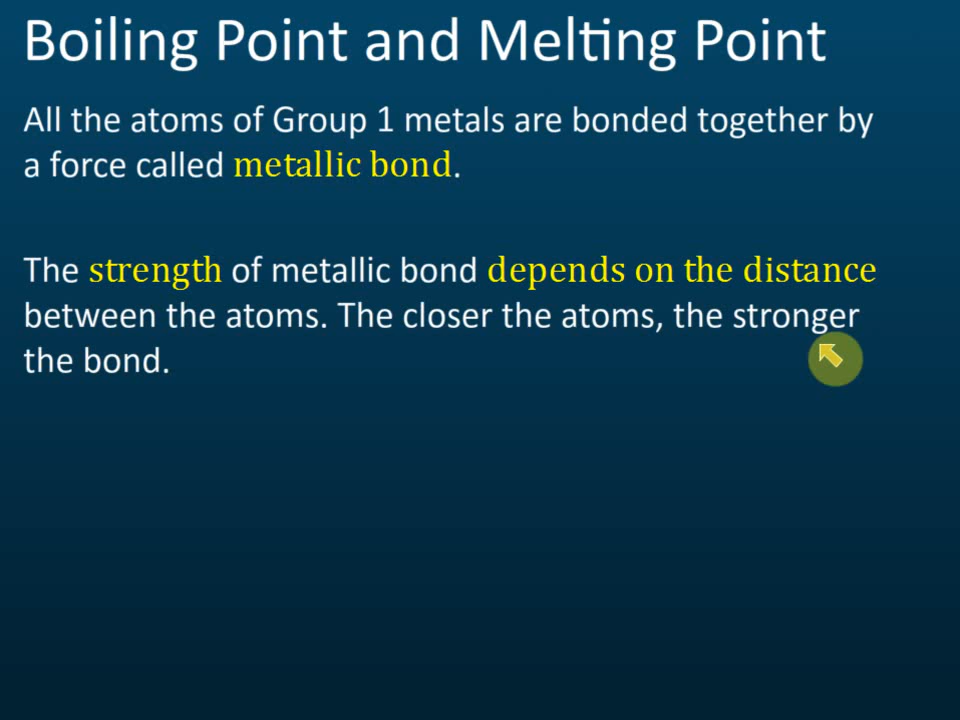 Boiling Point and Melting Point
All the atoms of Group 1 metals are bonded together by
a force called metallic bond.
The strength of metallic bond depends on the distance
between the atoms. The closer the atoms, the stronger
the bond.